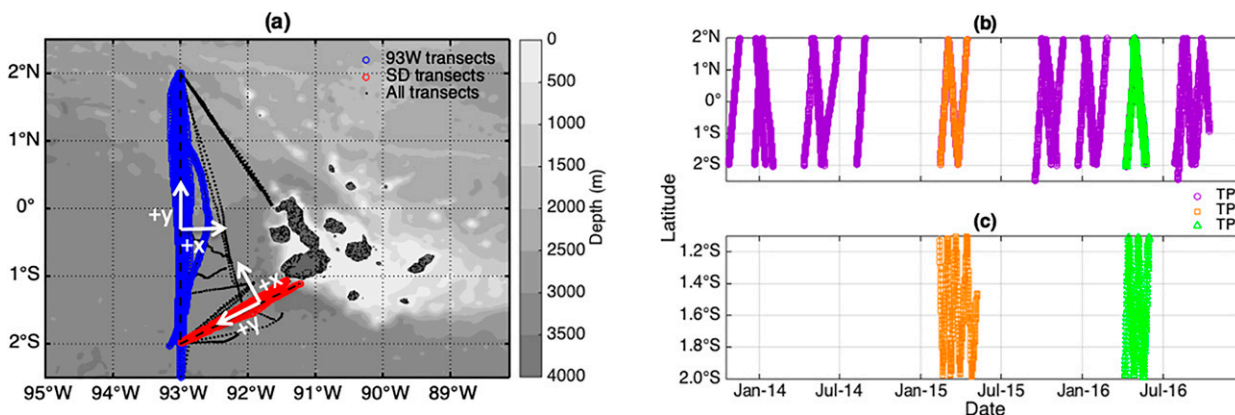 (a)
2°N
1°N
0°
1°S
2°S
95°W 94°W 93°W 92°W 91°W 90°W 89°W
93W transects
SD transects
All transects
+y
+x
+x
+y
0
500
1000
1500
2000
2500
3000
3500
4000
Depth (m)
(b)
2°N
1°N
0°
1°S
2°S
Latitude
TP
TP
TP
(c)
1.2°S
1.4°S
1.6°S
1.8°S
2.0°S
Jan-14 Jul-14 Jan-15 Jul-15 Jan-16 Jul-16
Date